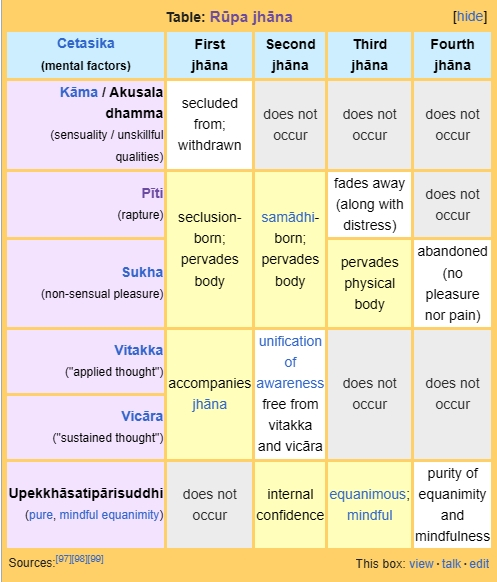 Table: Rūpa jhāna [hide]
Cetasika
(mental factors)
First
jhāna
Second
jhāna
Third
jhāna
Fourth
jhāna
Kāma / Akusala
dhamma
(sensuality / unskillful
qualities)
secluded
from;
withdrawn
does not
occur
does not
occur
does not
occur
Pīti
(rapture)
seclusion-
born;
pervades
body
samādhi-
born;
pervades
body
fades away
(along with
distress)
does not
occur
Sukha
(non-sensual pleasure)
pervades
physical
body
abandoned
(no
pleasure
nor pain)
Vitakka
("applied thought")
accompanies
jhāna
unification
of
awareness
free from
vitakka
and vicāra
does not
occur
does not
occur
Vicāra
("sustained thought")
Upekkhāsatipārisuddhi
(pure, mindful equanimity)
does not
occur
internal
confidence
equanimous;
mindful
purity of
equanimity
and
mindfulness
Sources:[97][98][99]
This box: view · talk · edit